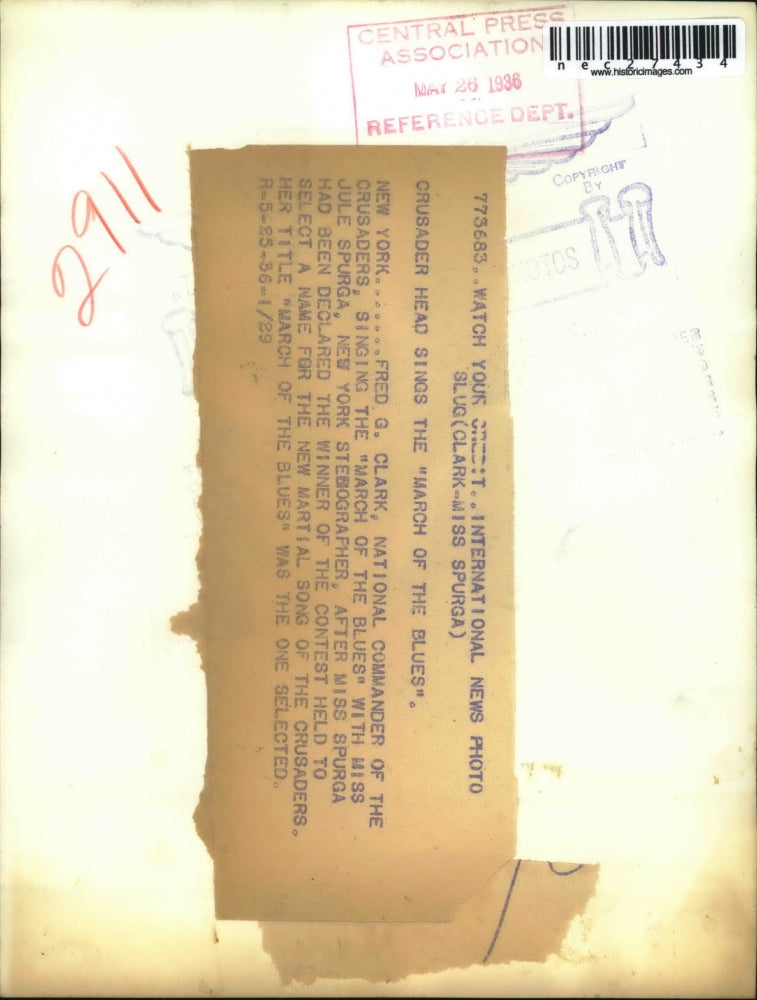 CENTRAL PRESS
ASSOCIATION
MAY 26 1936
REFERENCE DEPT.
nec27434
www.historicimages.com
COPYRIGHT
BY
2911
773683..WATCH YOUR CREDIT..INTERNATIONAL NEWS PHOTO
SLUG(CLARK-MISS SPURGA)
CRUSADER HEAD SINGS THE "MARCH OF THE BLUES".
NEW YORK.......FRED G. CLARK, NATIONAL COMMANDER OF THE
CRUSADERS, SINGING THE "MARCH OF THE BLUES" WITH MISS
JULE SPURGA, NEW YORK STENOGRAPHER, AFTER MISS SPURGA
HAD BEEN DECLARED THE WINNER OF THE CONTEST HELD TO
SELECT A NAME FOR THE NEW MARTIAL SONG OF THE CRUSADERS.
HER TITLE "MARCH OF THE BLUES" WAS THE ONE SELECTED.
R-5-25-36-1/29